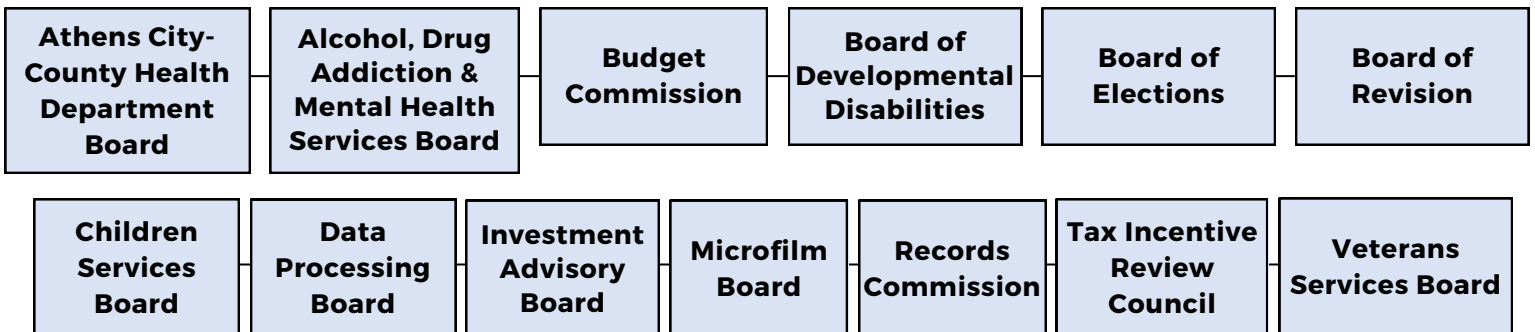 Athens City-
County Health
Department
Board
Alcohol, Drug
Addiction &
Mental Health
Services Board
Budget
Commission
Board of
Developmental
Disabilities
Board of
Elections
Board of
Revision
Children
Services
Board
Data
Processing
Board
Investment
Advisory
Board
Microfilm
Board
Records
Commission
Tax Incentive
Review
Council
Veterans
Services Board